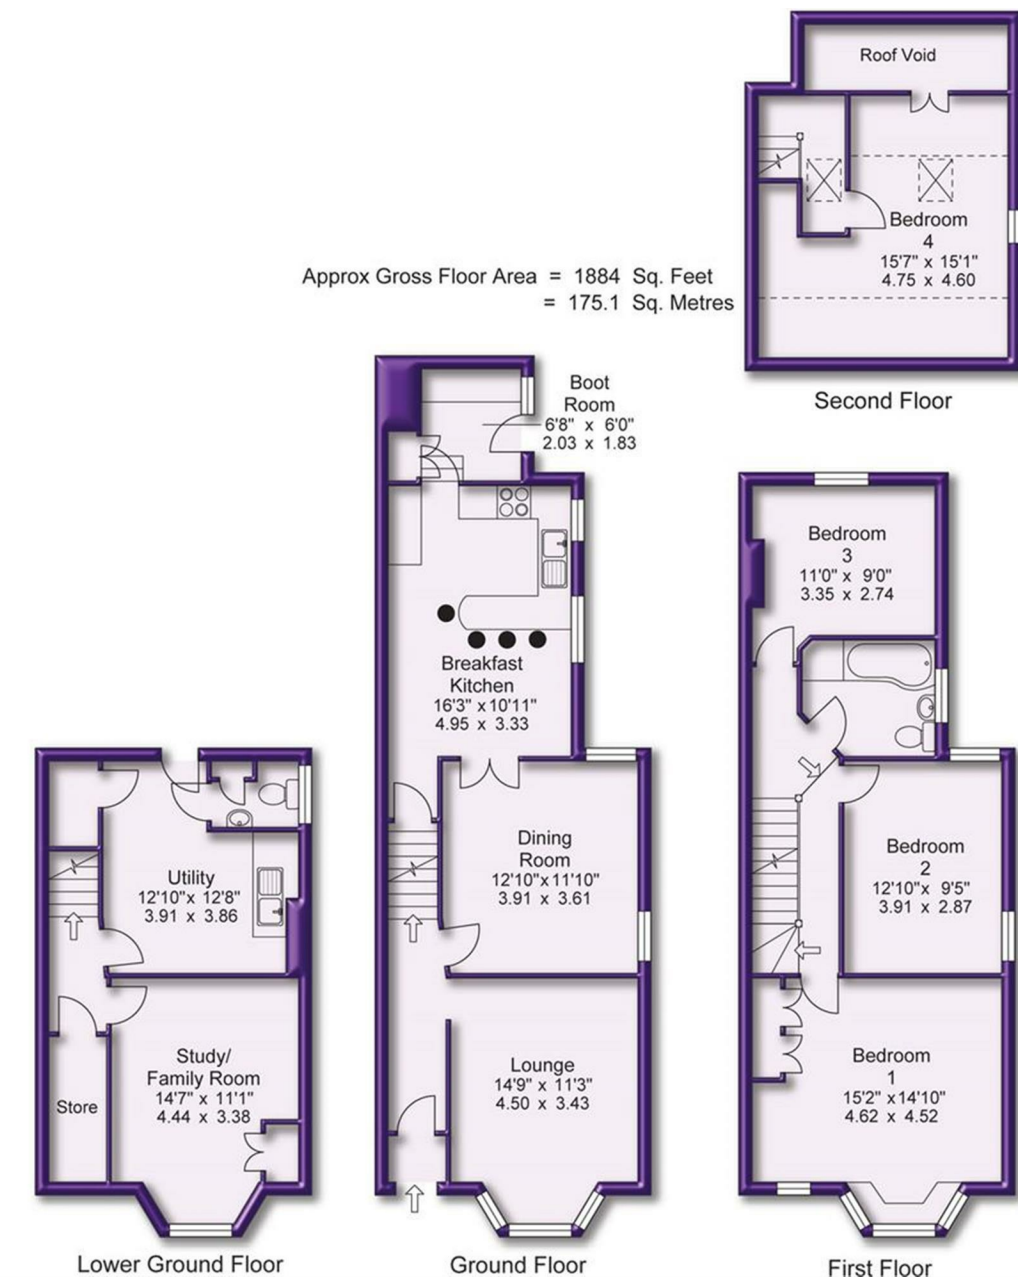 Roof Void
Bedroom
4
15'7" x 15'1"
4.75 x 4.60
Second Floor
Approx Gross Floor Area = 1884 Sq. Feet
= 175.1 Sq. Metres
Boot
Room
6'8" x 6'0"
2.03 x 1.83
Breakfast
Kitchen
16'3" x 10'11"
4.95 x 3.33
Dining
Room
12'10" x 11'10"
3.91 x 3.61
Lounge
14'9" x 11'3"
4.50 x 3.43
Ground Floor
Bedroom
3
11'0" x 9'0"
3.35 x 2.74
Bedroom
2
12'10" x 9'5"
3.91 x 2.87
Bedroom
1
15'2" x 14'10"
4.62 x 4.52
First Floor
Utility
12'10" x 12'8"
3.91 x 3.86
Study/
Family Room
14'7" x 11'1"
4.44 x 3.38
Store
Lower Ground Floor